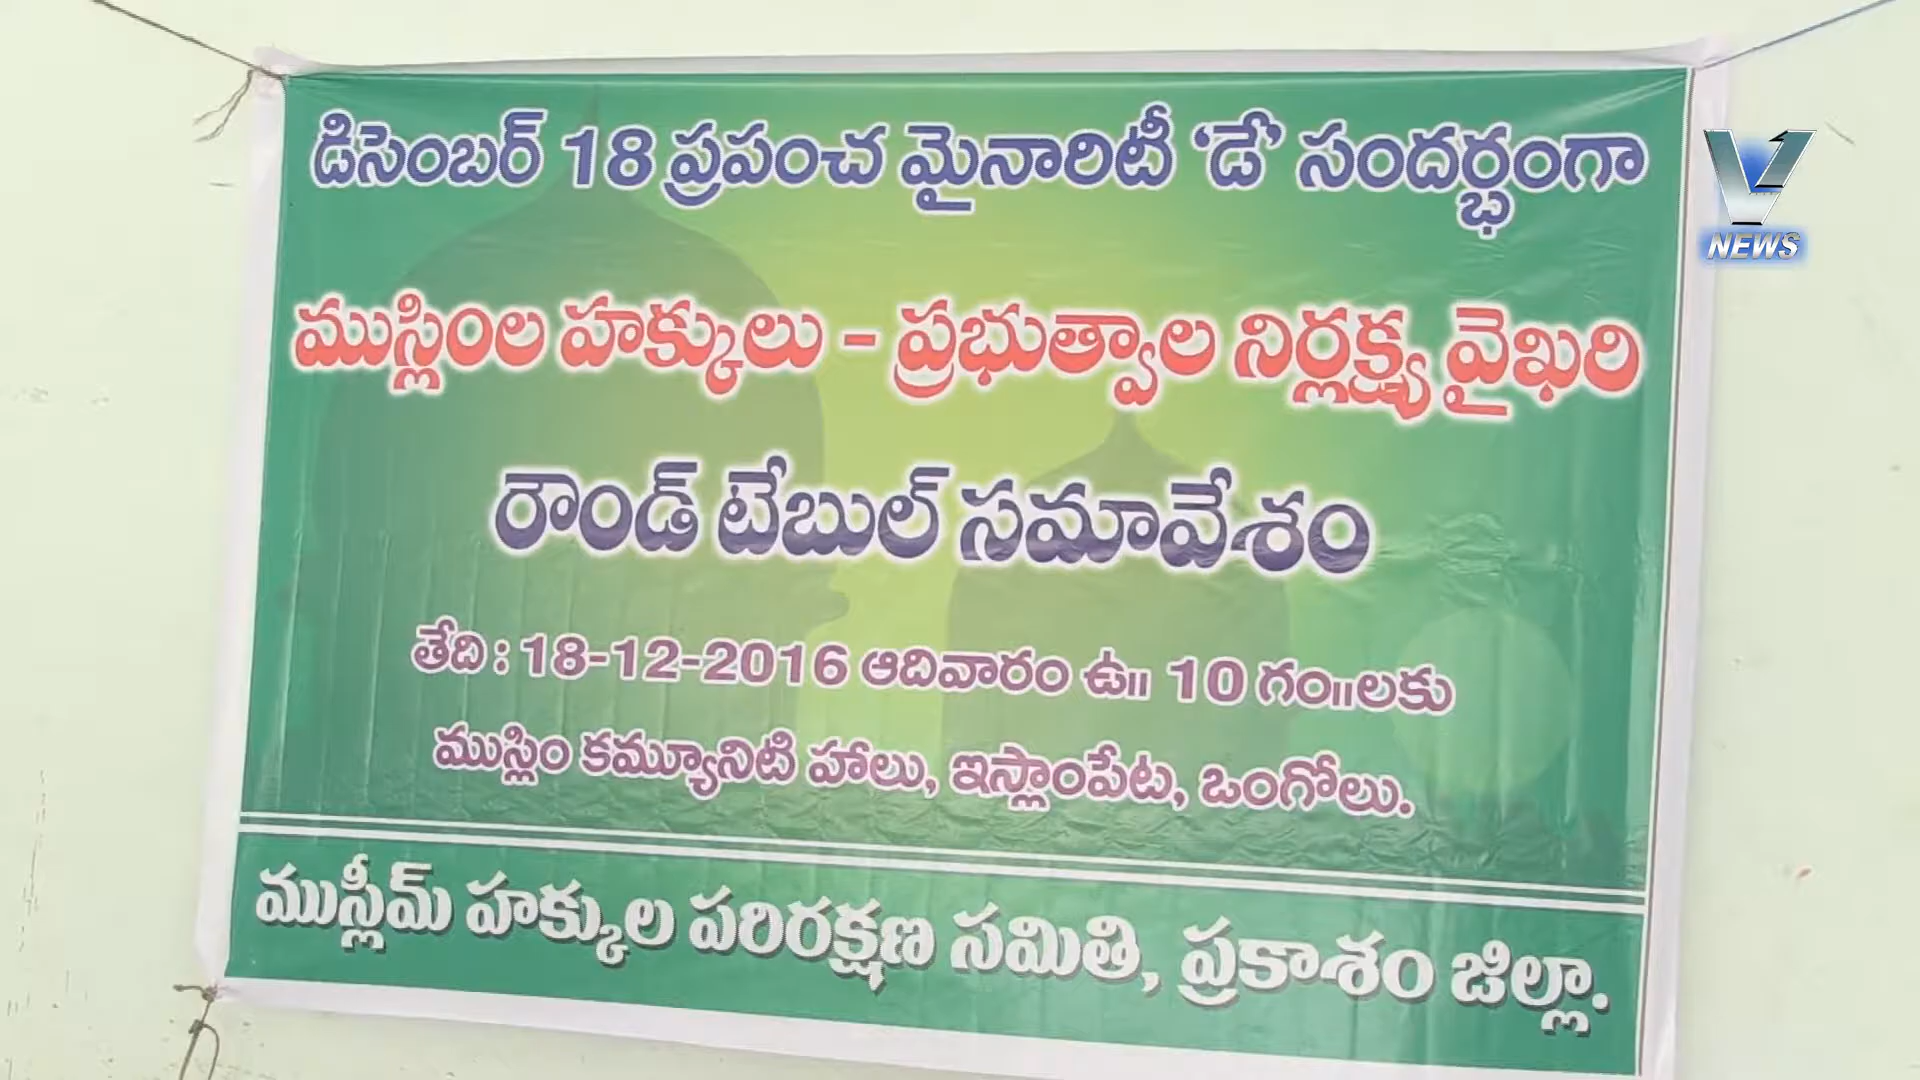 డిసెంబర్ 18 ప్రపంచ మైనారిటీ ‘డే’ సందర్భంగా
ముస్లింల హక్కులు - ప్రభుత్వాల నిర్లక్ష్య వైఖరి
రౌండ్ టేబుల్ సమావేశం
తేది : 18-12-2016 ఆదివారం ఉ॥ 10 గం॥లకు
ముస్లిం కమ్యూనిటి హాలు, ఇస్లాంపేట, ఒంగోలు.
ముస్లీమ్ హక్కుల పరిరక్షణ సమితి, ప్రకాశం జిల్లా.
V1
NEWS